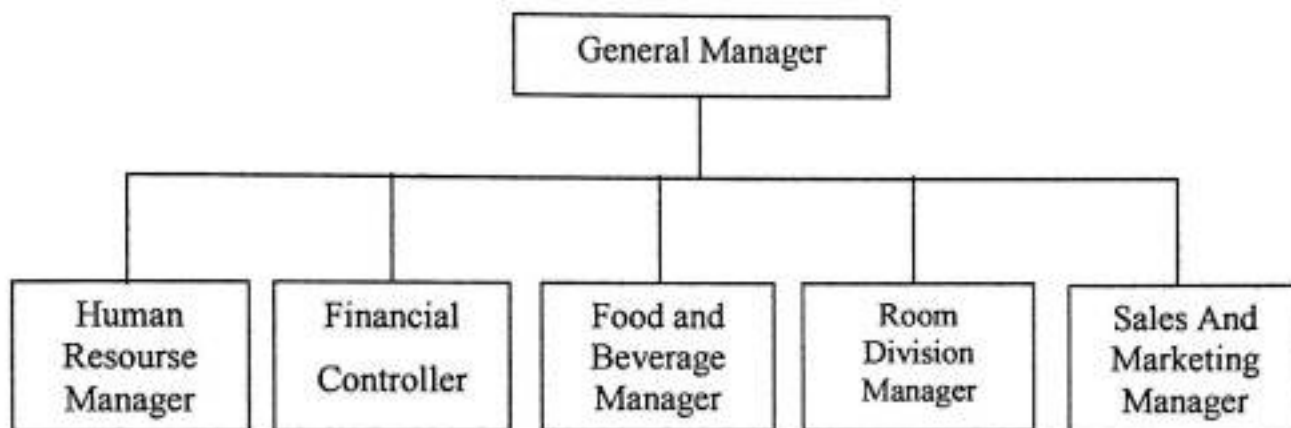 General Manager
Human
Resourse
Manager
Financial
Controller
Food and
Beverage
Manager
Room
Division
Manager
Sales And
Marketing
Manager